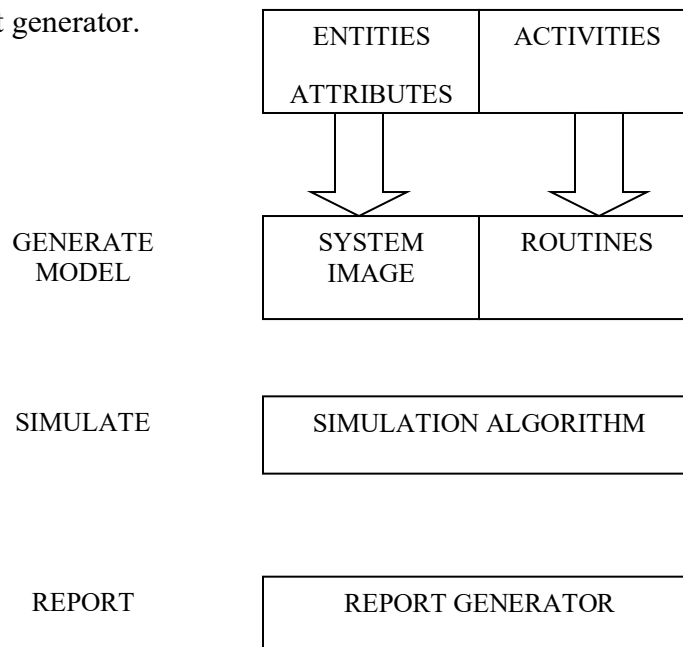 t generator.
ENTITIES ACTIVITIES
ATTRIBUTES
GENERATE SYSTEM ROUTINES
MODEL IMAGE
SIMULATE SIMULATION ALGORITHM
REPORT REPORT GENERATOR